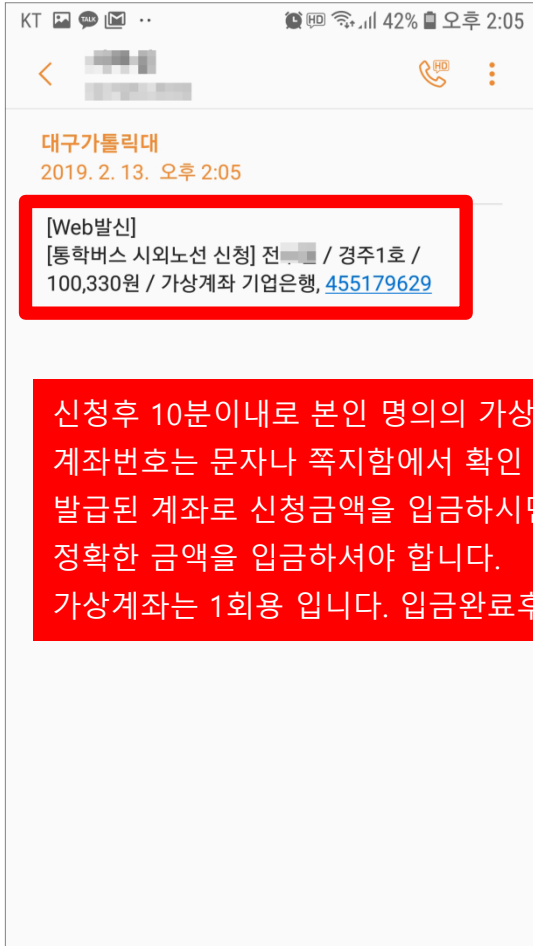 KT 42% 오후 2:05
대구가톨릭대
2019. 2. 13. 오후 2:05
[Web발신]
[통학버스 시외노선 신청] 전 / 경주1호 /
100,330원 / 가상계좌 기업은행, 455179629
신청후 10분이내로 본인 명의의 가상
계좌번호는 문자나 쪽지함에서 확인
발급된 계좌로 신청금액을 입금하시면
정확한 금액을 입금하셔야 합니다.
가상계좌는 1회용 입니다. 입금완료후